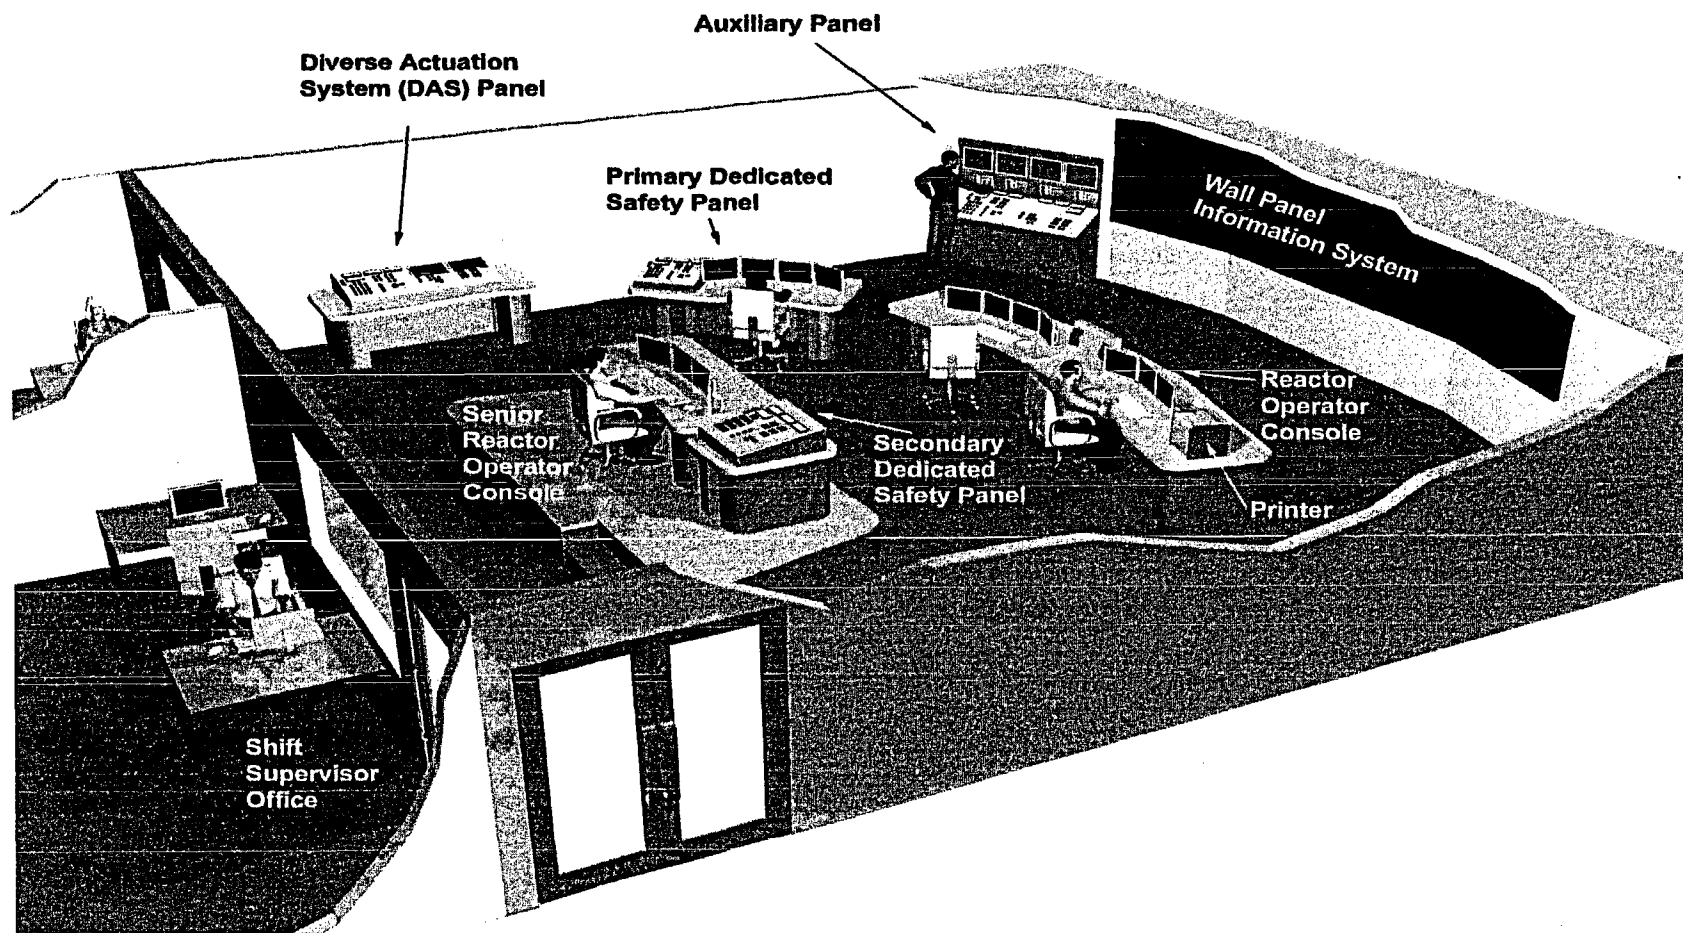 Auxiliary Panel
Diverse Actuation
System (DAS) Panel
Primary Dedicated
Safety Panel
Wall Panel
Information System
Reactor
Operator
Console
Senior
Reactor
Operator
Console
Secondary
Dedicated
Safety Panel
Printer
Shift
Supervisor
Office